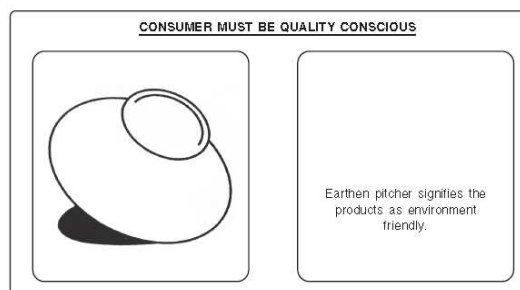 CONSUMER MUST BE QUALITY CONSCIOUS
Earthen pitcher signifies the
products as environment
friendly.